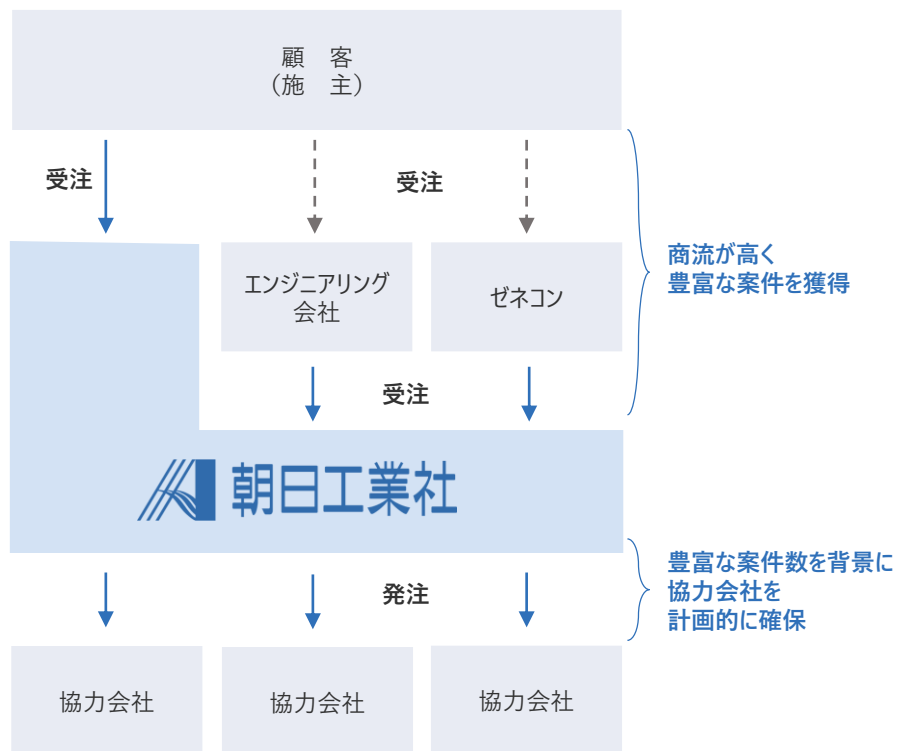 顧　客
（施　主）
受注
受注
エンジニアリング
会社
ゼネコン
商流が高く
豊富な案件を獲得
受注
朝日工業社
発注
豊富な案件数を背景に
協力会社を
計画的に確保
協力会社
協力会社
協力会社